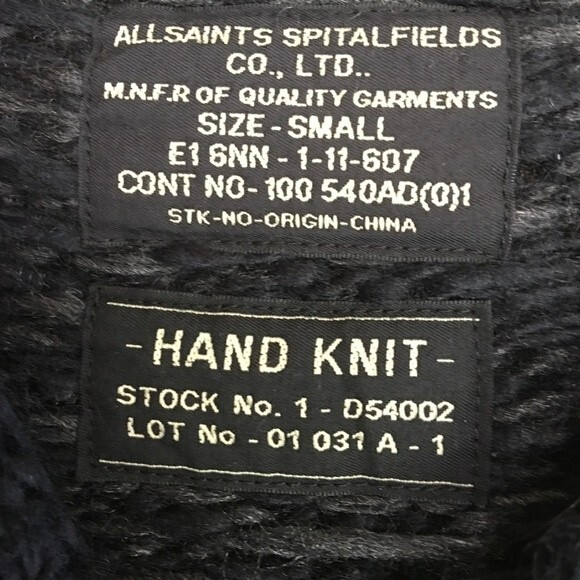 ALLSAINTS SPITALFIELDS
CO., LTD..
M.N.F.R OF QUALITY GARMENTS
SIZE - SMALL
E1 6NN - 1-11-607
CONT NO- 100 540AD(0)1
STK-NO-ORIGIN-CHINA
- HAND KNIT -
STOCK No. 1 - D54002
LOT No - 01 031 A - 1